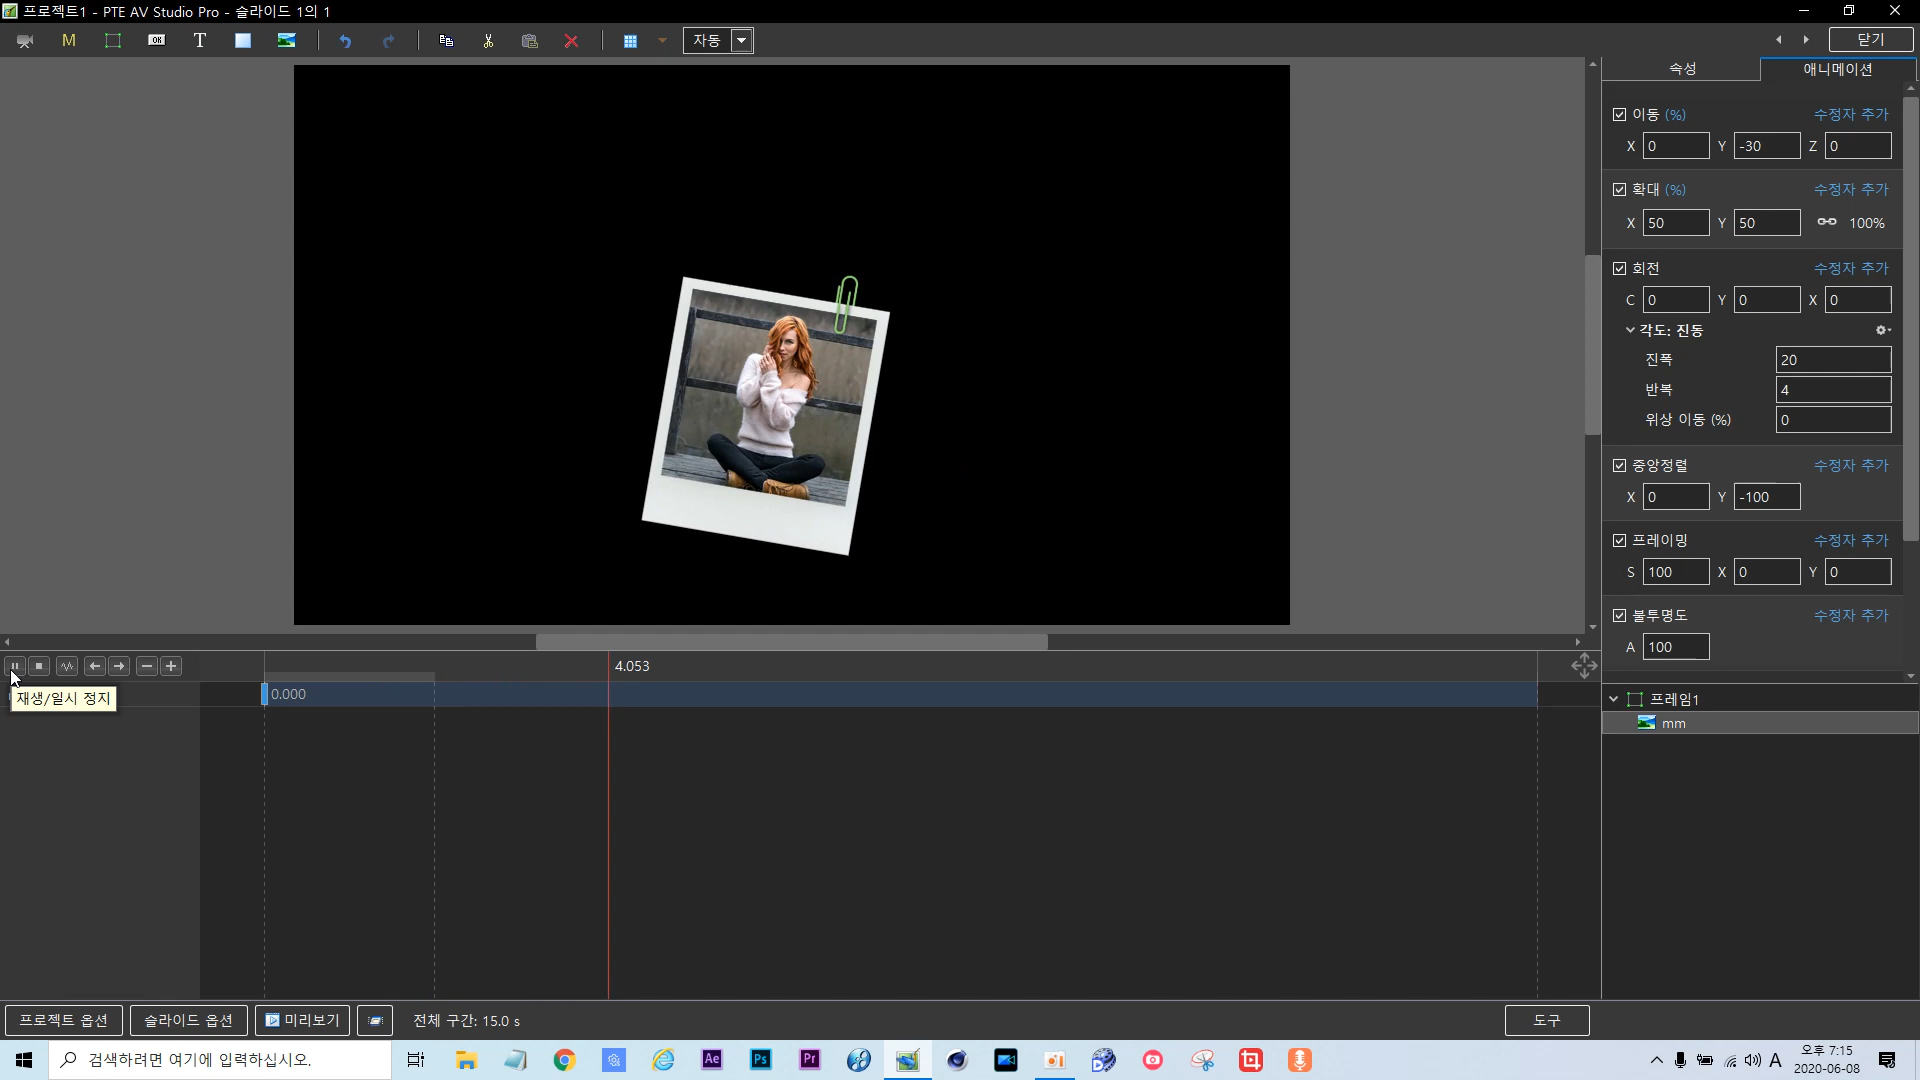 프로젝트1 - PTE AV Studio Pro - 슬라이드 1의 1
M
OK
T
자동
닫기
속성
애니메이션
이동 (%)
수정자 추가
X 0 Y -30 Z 0
확대 (%)
수정자 추가
X 50 Y 50 100%
회전
수정자 추가
C 0 Y 0 X 0
각도: 진동
진폭 20
반복 4
위상 이동 (%) 0
중앙정렬
수정자 추가
X 0 Y -100
프레이밍
수정자 추가
S 100 X 0 Y 0
불투명도
수정자 추가
A 100
4.053
0.000
재생/일시 정지
프레임1
mm
프로젝트 옵션
슬라이드 옵션
미리보기
전체 구간: 15.0 s
도구
검색하려면 여기에 입력하십시오.
Ae
Ps
Pr
A
오후 7:15
2020-06-08